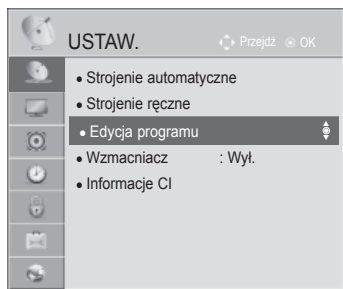 USTAW.
Przejdź OK
• Strojenie automatyczne
• Strojenie ręczne
• Edycja programu
• Wzmacniacz : Wył.
• Informacje CI